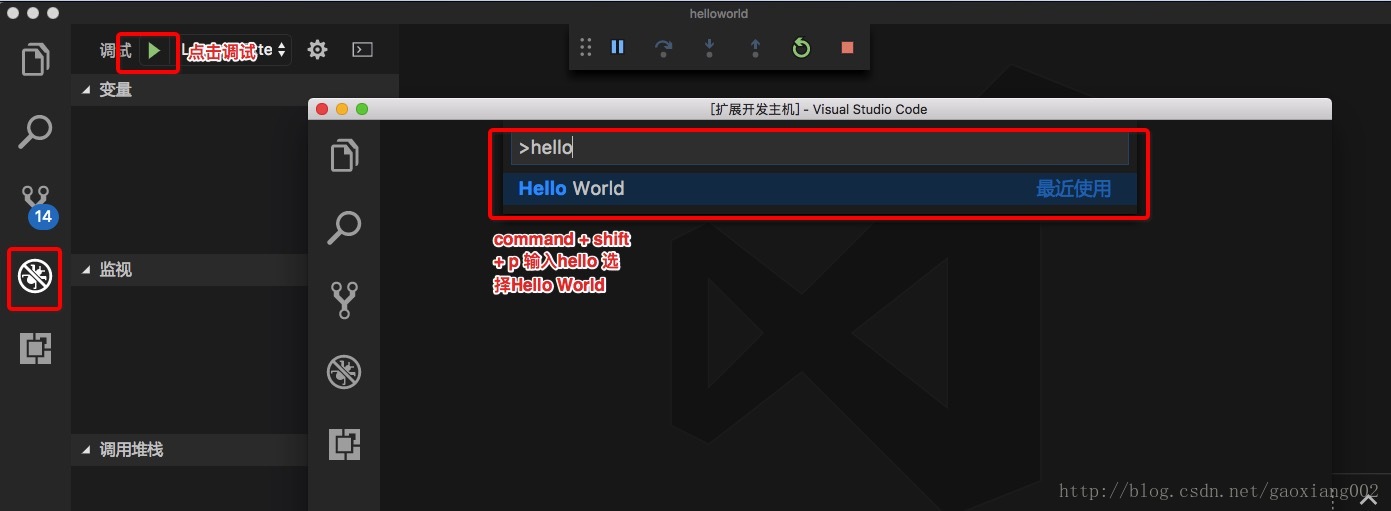 helloworld
调试
点击调试
变量
[扩展开发主机] - Visual Studio Code
>hello
Hello World
最近使用
14
command + shift
+ p 输入hello 选
择Hello World
监视
调用堆栈
http://blog.csdn.net/gaoxiang002